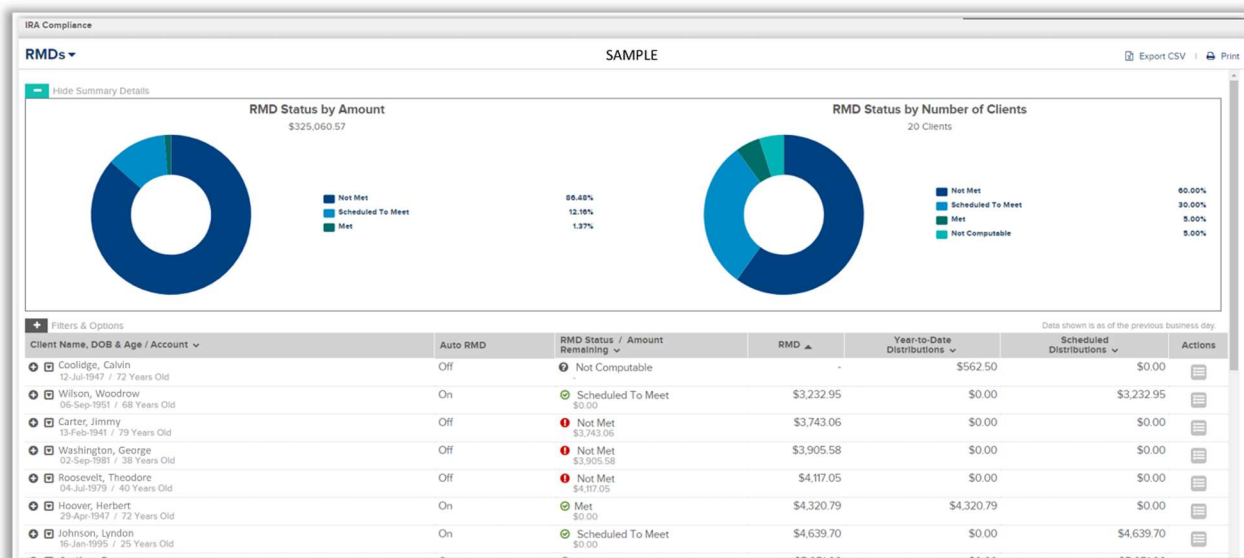 IRA Compliance
RMDs
SAMPLE
Export CSV | Print
Hide Summary Details
RMD Status by Amount
$325,060.57
Not Met 86.48%
Scheduled To Meet 12.16%
Met 1.37%
RMD Status by Number of Clients
20 Clients
Not Met 60.00%
Scheduled To Meet 30.00%
Met 5.00%
Not Computable 5.00%
Filters & Options
Data shown is as of the previous business day.
Client Name, DOB & Age / Account Auto RMD RMD Status / Amount Remaining RMD Year-to-Date Distributions Scheduled Distributions Actions
Coolidge, Calvin Off Not Computable - $562.50 $0.00
12-Jul-1947 / 72 Years Old -
Wilson, Woodrow On Scheduled To Meet $3,232.95 $0.00 $3,232.95
06-Sep-1951 / 68 Years Old $0.00
Carter, Jimmy Off Not Met $3,743.06 $0.00 $0.00
13-Feb-1941 / 79 Years Old $3,743.06
Washington, George Off Not Met $3,905.58 $0.00 $0.00
02-Sep-1981 / 38 Years Old $3,905.58
Roosevelt, Theodore Off Not Met $4,117.05 $0.00 $0.00
04-Jul-1979 / 40 Years Old $4,117.05
Hoover, Herbert On Met $4,320.79 $4,320.79 $0.00
29-Apr-1947 / 72 Years Old $0.00
Johnson, Lyndon On Scheduled To Meet $4,639.70 $0.00 $4,639.70
16-Jan-1995 / 25 Years Old $0.00